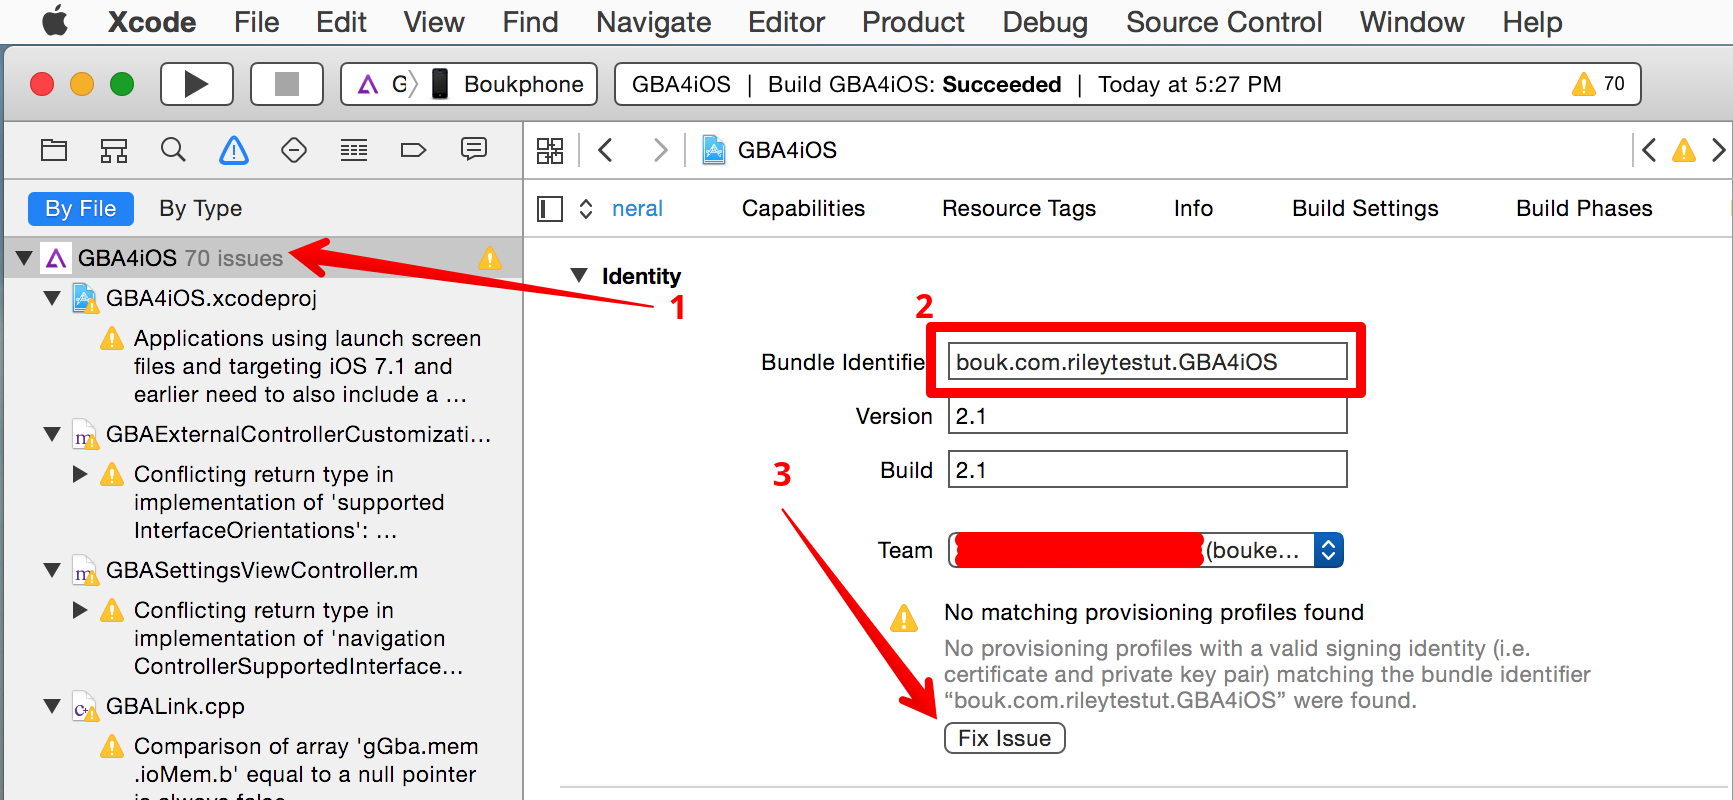 Xcode File Edit View Find Navigate Editor Product Debug Source Control Window Help
G Boukphone
GBA4iOS | Build GBA4iOS: Succeeded | Today at 5:27 PM 70
GBA4iOS
By File By Type
neral Capabilities Resource Tags Info Build Settings Build Phases
GBA4iOS 70 issues
GBA4iOS.xcodeproj
Applications using launch screen
files and targeting iOS 7.1 and
earlier need to also include a ...
GBAExternalControllerCustomizati...
Conflicting return type in
implementation of 'supported
InterfaceOrientations': ...
GBASettingsViewController.m
Conflicting return type in
implementation of 'navigation
ControllerSupportedInterface...
GBALink.cpp
Comparison of array 'gGba.mem
.ioMem.b' equal to a null pointer
is always false
Identity
1
2
Bundle Identifie bouk.com.rileytestut.GBA4iOS
Version 2.1
3
Build 2.1
Team (bouke...
No matching provisioning profiles found
No provisioning profiles with a valid signing identity (i.e.
certificate and private key pair) matching the bundle identifier
“bouk.com.rileytestut.GBA4iOS” were found.
Fix Issue